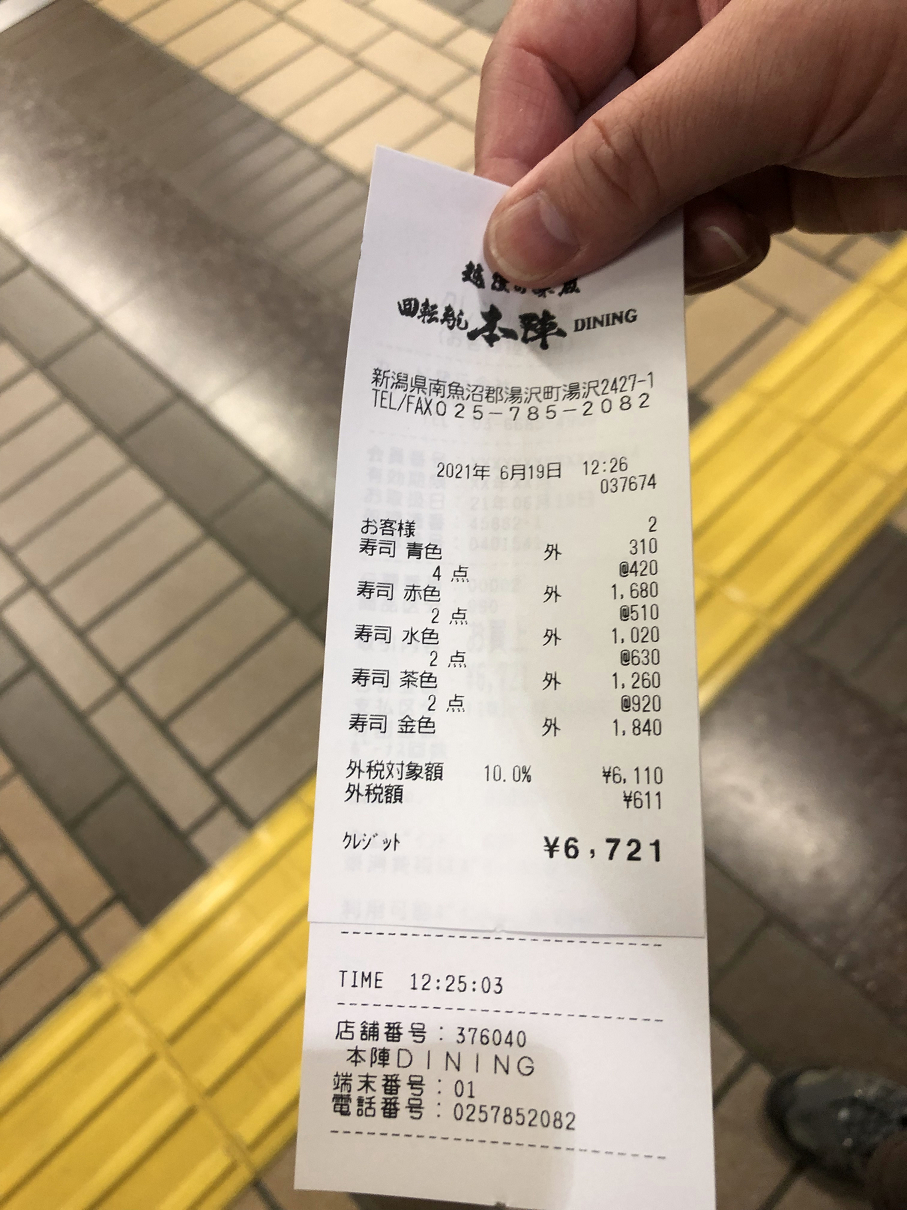 越後の
回転寿し 本陣 DINING
新潟県南魚沼郡湯沢町湯沢2427-1
TEL/FAX025-785-2082
2021年 6月19日 12:26
037674
お客様 2
寿司 青色 外 310
4 点 @420
寿司 赤色 外 1,680
2 点 @510
寿司 水色 外 1,020
2 点 @630
寿司 茶色 外 1,260
2 点 @920
寿司 金色 外 1,840
外税対象額 10.0% ¥6,110
外税額 ¥611
クレジット ¥6,721
TIME 12:25:03
店舗番号:376040
本陣DINING
端末番号:01
電話番号:0257852082